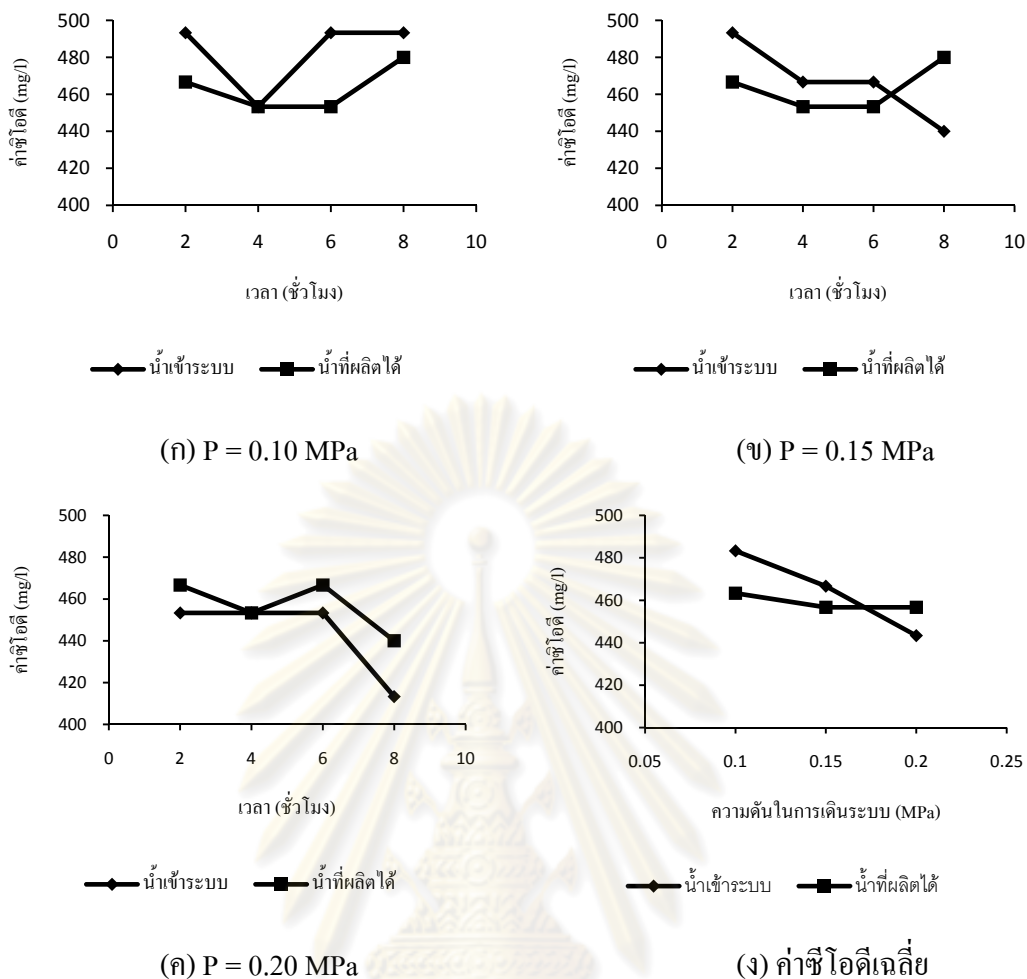 500
480
460
440
420
400
ค่าซีโอดี (mg/l)
0 2 4 6 8 10
เวลา (ชั่วโมง)
น้ำเข้าระบบ น้ำที่ผลิตได้
(ก) P = 0.10 MPa
500
480
460
440
420
400
ค่าซีโอดี (mg/l)
0 2 4 6 8 10
เวลา (ชั่วโมง)
น้ำเข้าระบบ น้ำที่ผลิตได้
(ข) P = 0.15 MPa
500
480
460
440
420
400
ค่าซีโอดี (mg/l)
0 2 4 6 8 10
เวลา (ชั่วโมง)
น้ำเข้าระบบ น้ำที่ผลิตได้
(ค) P = 0.20 MPa
500
480
460
440
420
400
ค่าซีโอดี (mg/l)
0.05 0.1 0.15 0.2 0.25
ความดันในการเดินระบบ (MPa)
น้ำเข้าระบบ น้ำที่ผลิตได้
(ง) ค่าซีโอดีเฉลี่ย